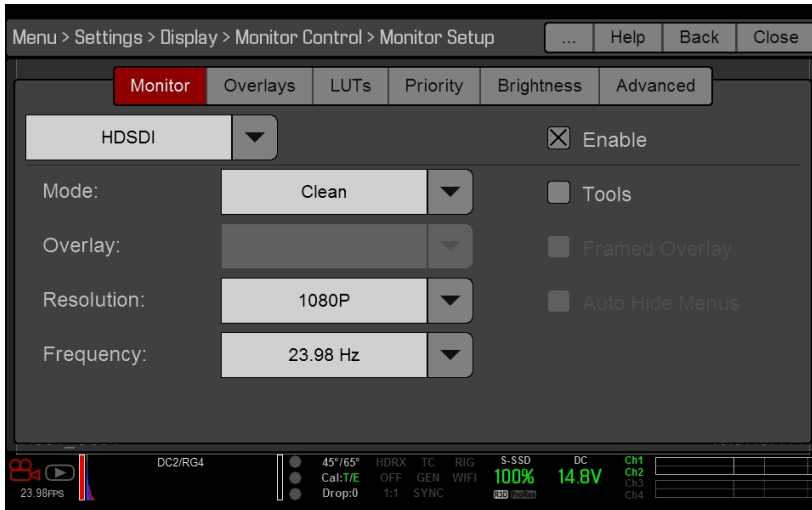 Menu > Settings > Display > Monitor Control > Monitor Setup ... Help Back Close
Monitor Overlays LUTs Priority Brightness Advanced
HDSDI Enable
Mode: Clean Tools
Overlay: Framed Overlay
Resolution: 1080P Auto Hide Menus
Frequency: 23.98 Hz
DC2/RG4 45°/65° HDRX TC RIG S-SSD DC Ch1
Cal:T/E OFF GEN WIFI 100% 14.8V Ch2
23.98FPS Drop:0 1:1 SYNC R3D ProRes Ch3
Ch4